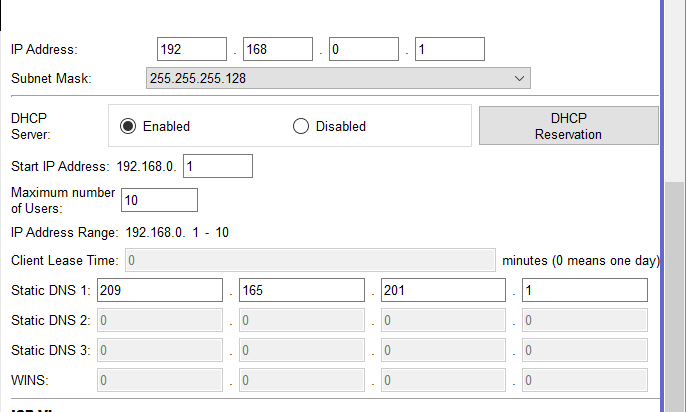 IP Address: 192 . 168 . 0 . 1
Subnet Mask: 255.255.255.128
DHCP
Server: Enabled Disabled DHCP
Reservation
Start IP Address: 192.168.0. 1
Maximum number
of Users: 10
IP Address Range: 192.168.0. 1 - 10
Client Lease Time: 0 minutes (0 means one day)
Static DNS 1: 209 . 165 . 201 . 1
Static DNS 2: 0 . 0 . 0 . 0
Static DNS 3: 0 . 0 . 0 . 0
WINS: 0 . 0 . 0 . 0